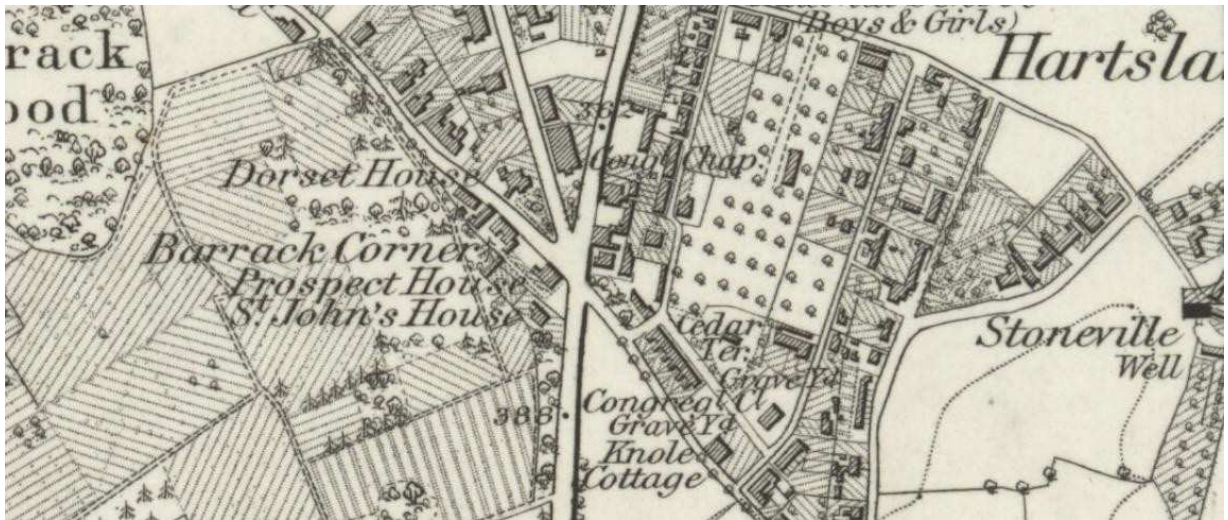 (Boys & Girls)
rack
ood
Hartsla
362
Congl. Chap.
Dorset House
Barrack Corner
Prospect House
St. John's House
Cedar
Ter.
Stoneville
Well
Grave Yd.
388
Congreal. C
Grave Yd.
Knole
Cottage